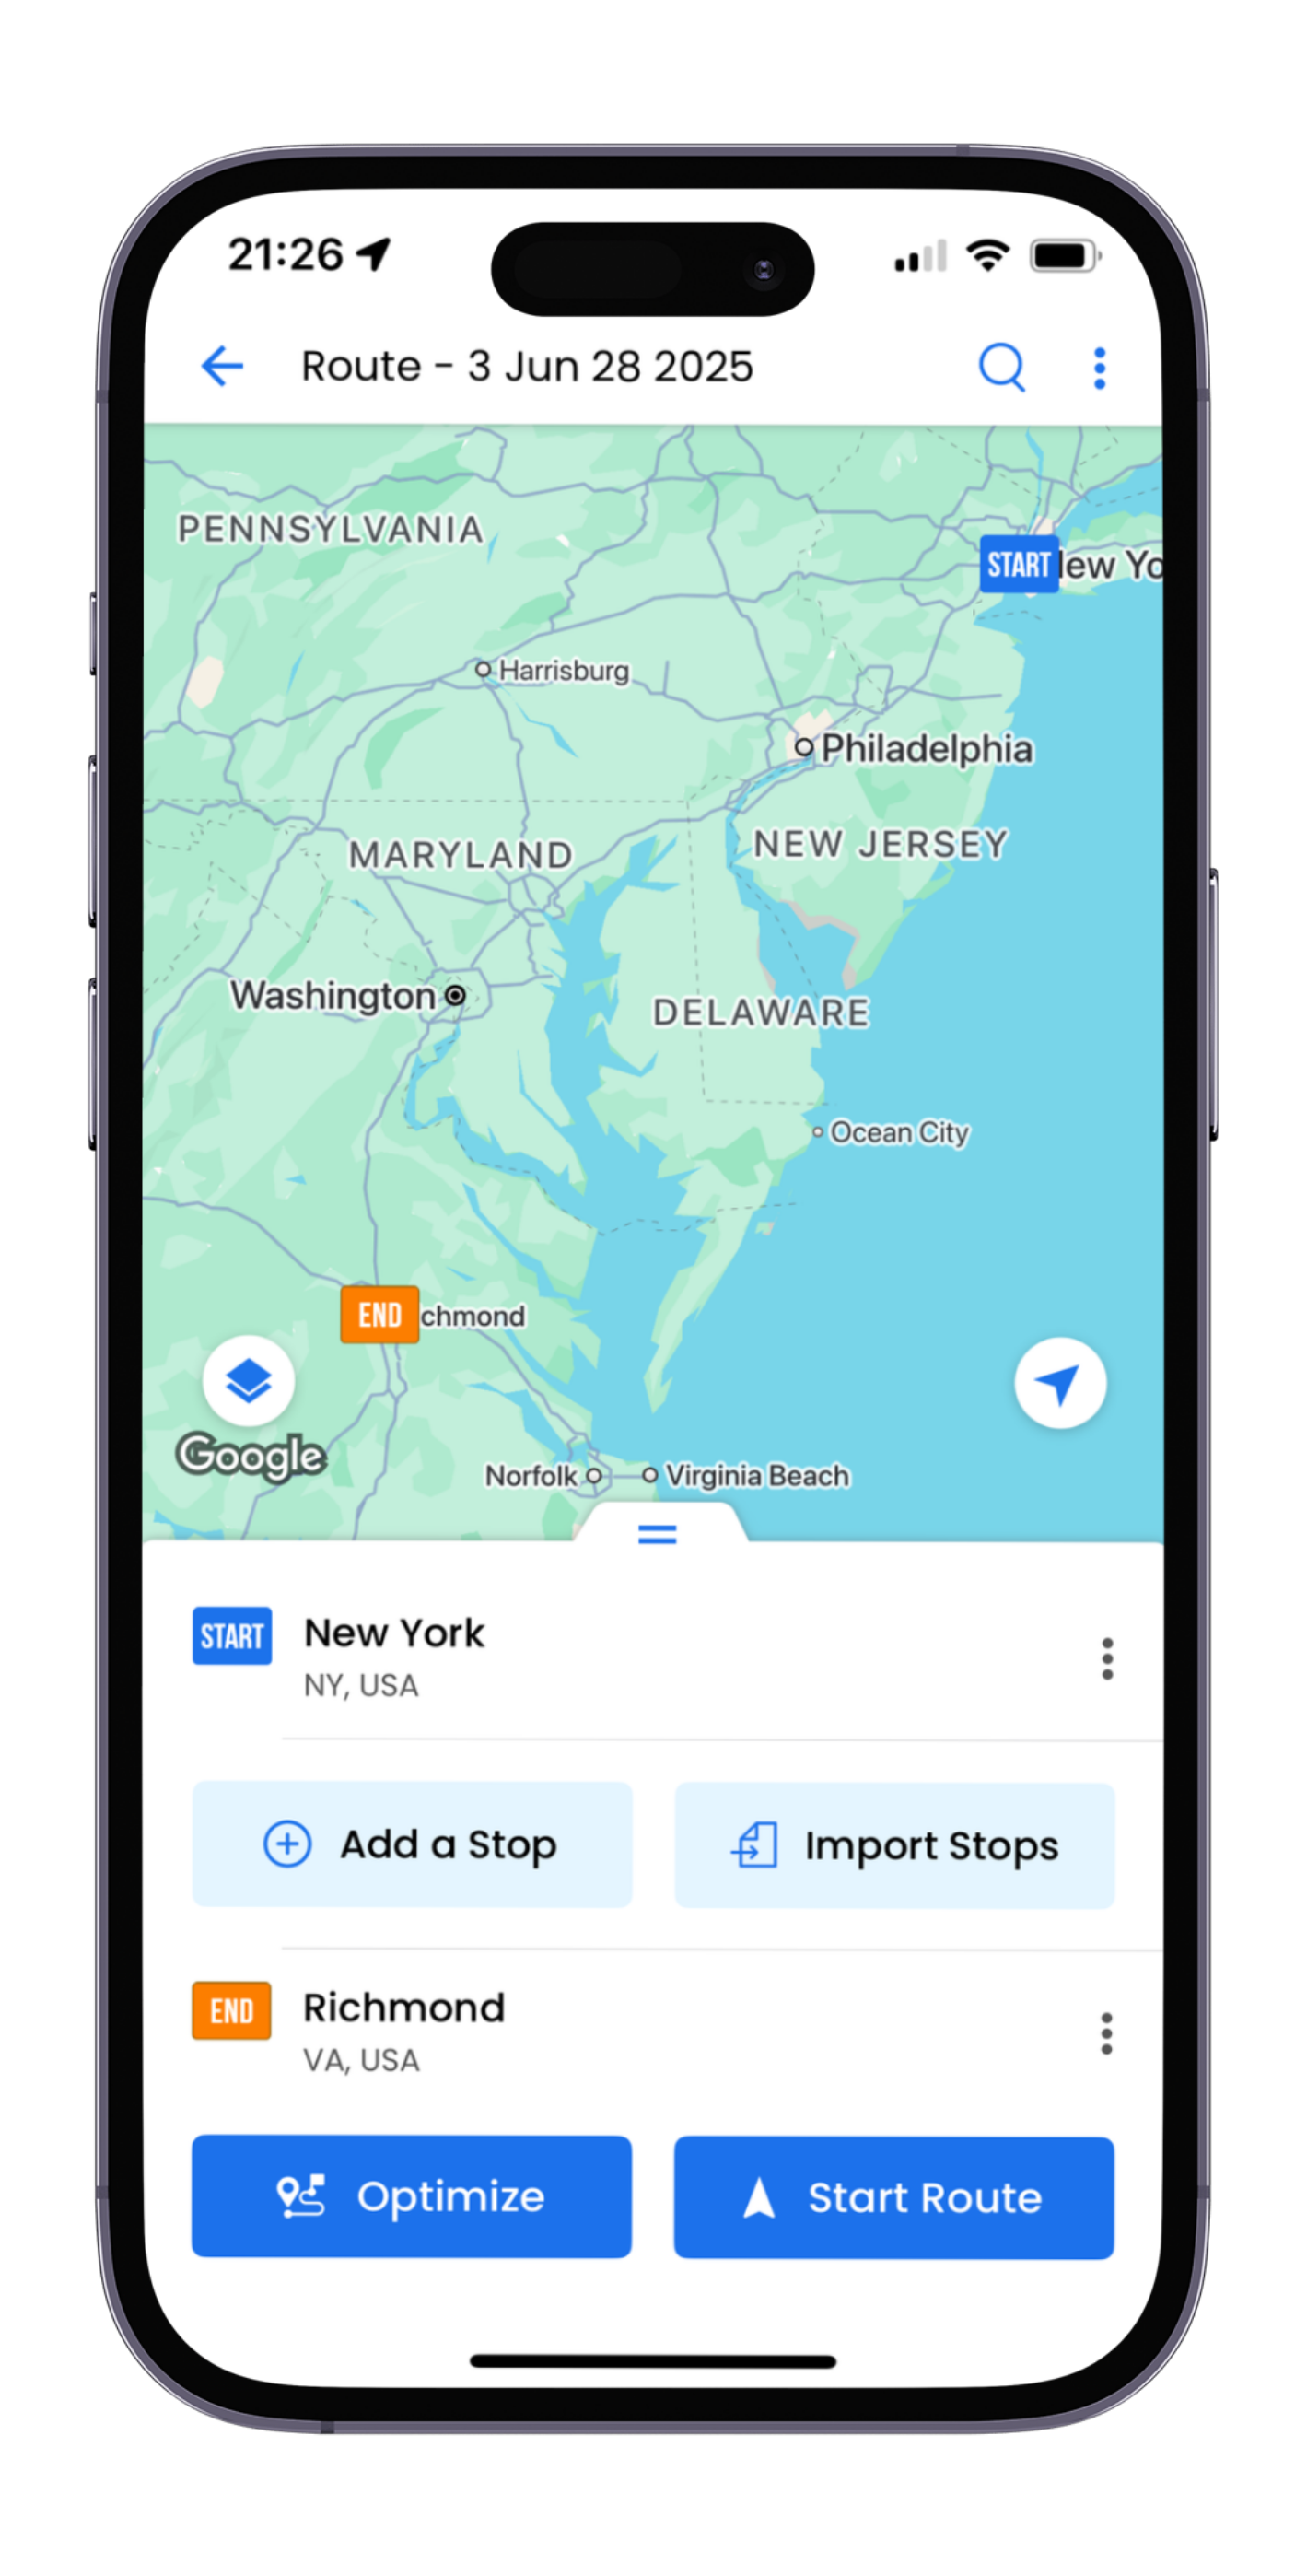 21:26
Route - 3 Jun 28 2025
PENNSYLVANIA
START ew Yo
Harrisburg
Philadelphia
MARYLAND
NEW JERSEY
Washington
DELAWARE
Ocean City
END chmond
Google
Norfolk
Virginia Beach
START New York
NY, USA
Add a Stop
Import Stops
END Richmond
VA, USA
Optimize
Start Route